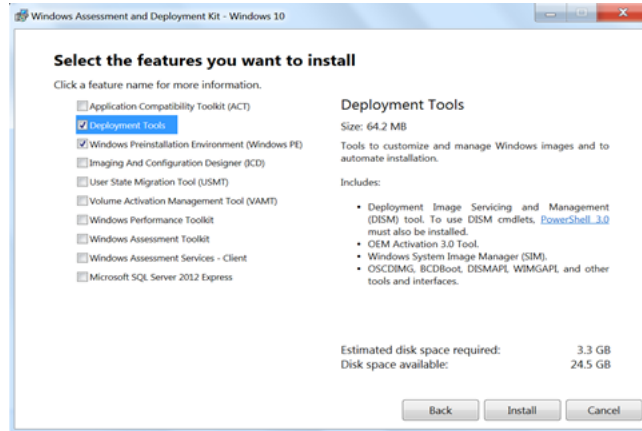 Windows Assessment and Deployment Kit - Windows 10
Select the features you want to install
Click a feature name for more information.
Application Compatibility Toolkit (ACT)
Deployment Tools
Windows Preinstallation Environment (Windows PE)
Imaging And Configuration Designer (ICD)
User State Migration Tool (USMT)
Volume Activation Management Tool (VAMT)
Windows Performance Toolkit
Windows Assessment Toolkit
Windows Assessment Services - Client
Microsoft SQL Server 2012 Express
Deployment Tools
Size: 64.2 MB
Tools to customize and manage Windows images and to
automate installation.
Includes:
• Deployment Image Servicing and Management
(DISM) tool. To use DISM cmdlets, PowerShell 3.0
must also be installed.
• OEM Activation 3.0 Tool.
• Windows System Image Manager (SIM).
• OSCDIMG, BCDBoot, DISMAPI, WIMGAPI, and other
tools and interfaces.
Estimated disk space required: 3.3 GB
Disk space available: 24.5 GB
Back Install Cancel